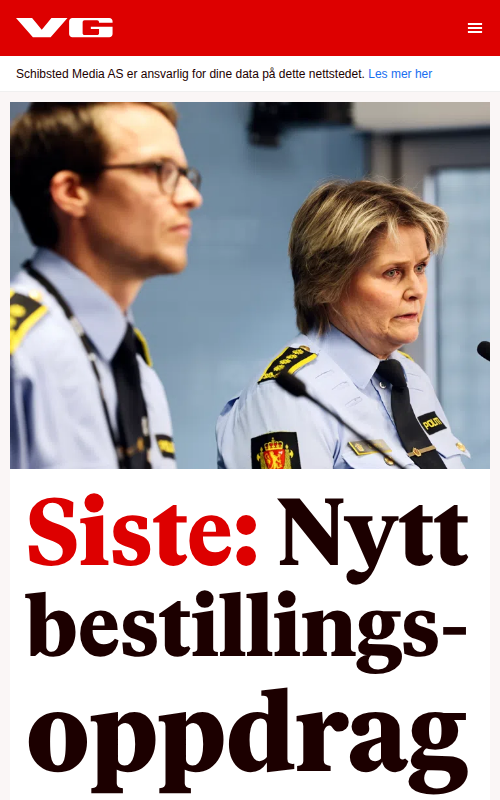 VG
Schibsted Media AS er ansvarlig for dine data på dette nettstedet. Les mer her
POLITI
Siste: Nytt
bestillings-
oppdrag